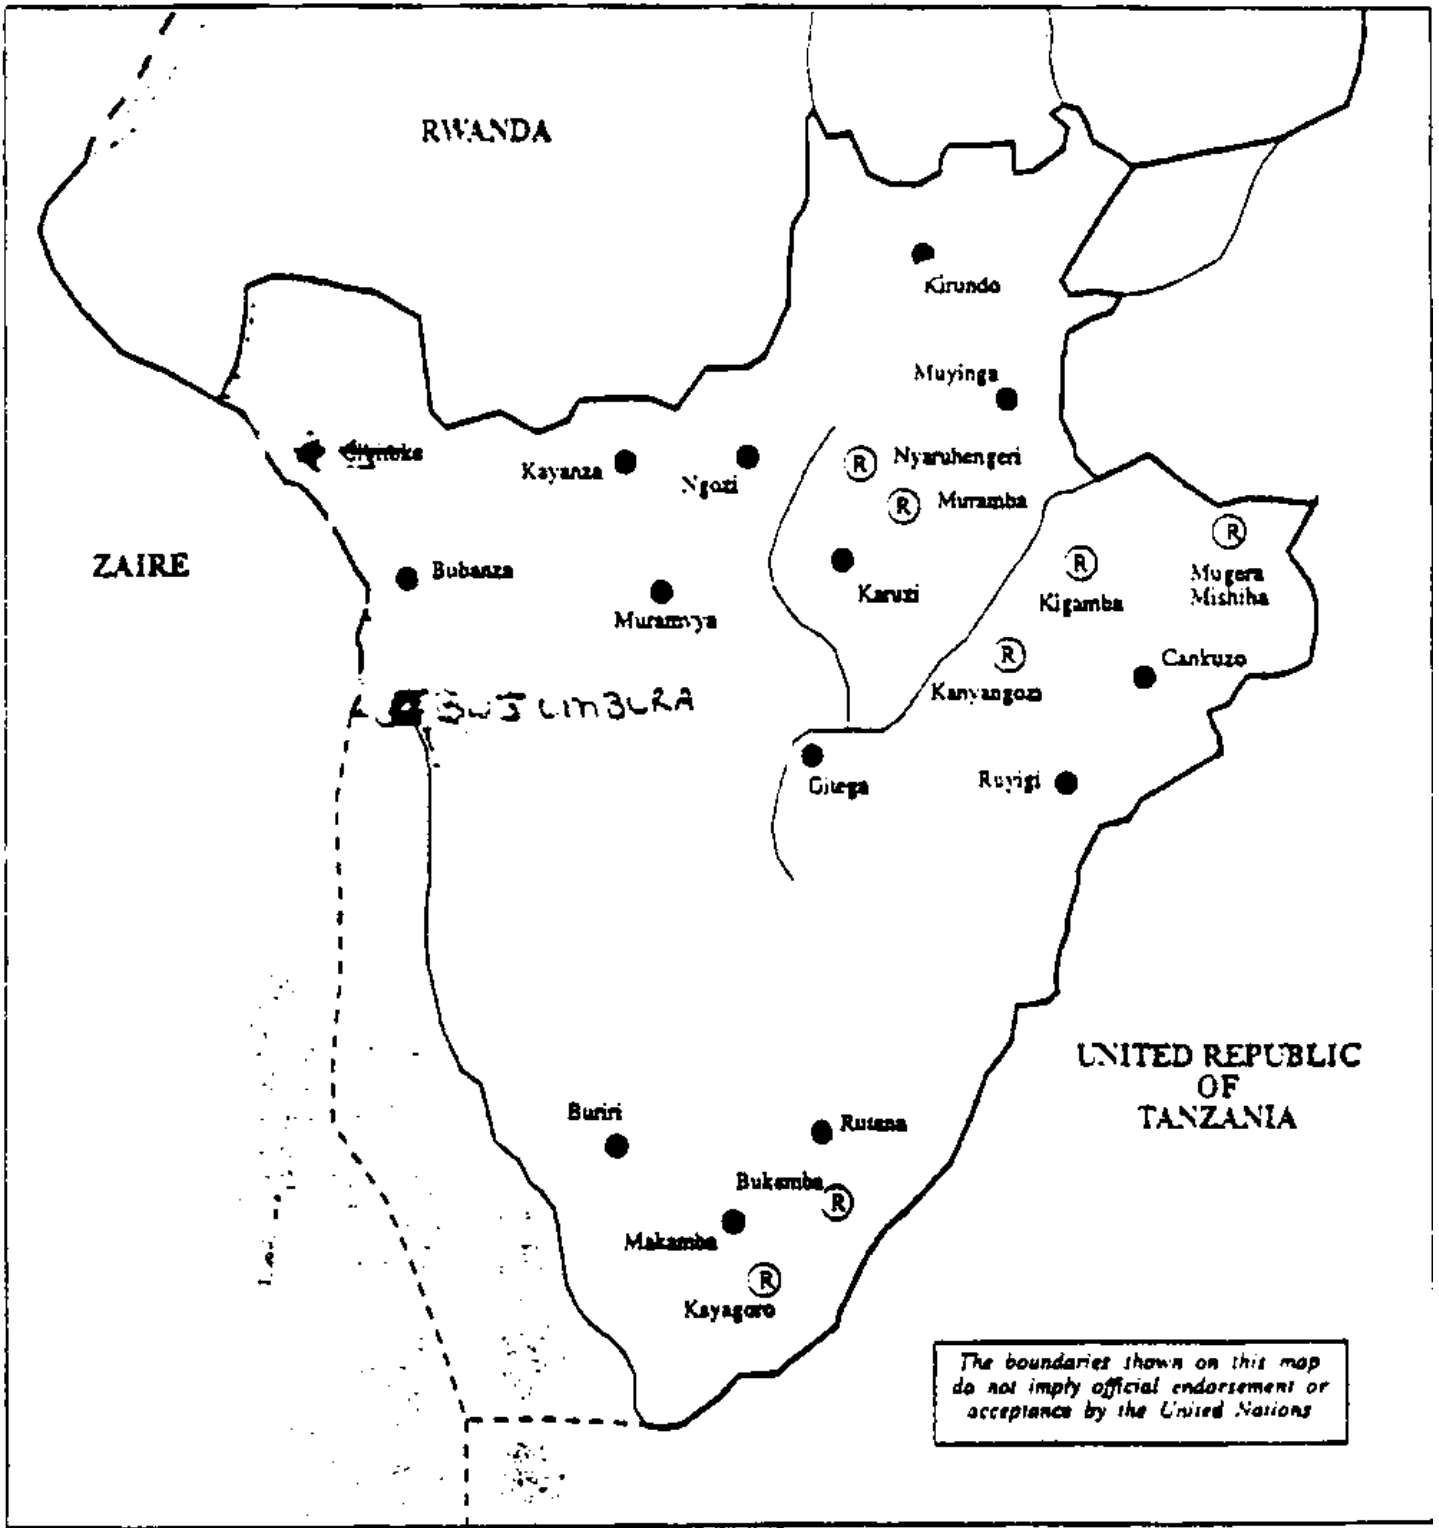 RWANDA
Kirundo
Muyinga
Kayanza
Ngozi
R
Nyaruhengeri
R
Muramba
ZAIRE
Bubanza
Muramvya
Karuzi
R
Kigamba
R
Mugera
Mishiha
R
Kanyangozi
Cankuzo
BUJUMBURA
Gitega
Ruyigi
UNITED REPUBLIC
OF
TANZANIA
Buriri
Rutana
Bukemba
R
Makamba
R
Kayagoro
The boundaries shown on this map
do not imply official endorsement or
acceptance by the United Nations